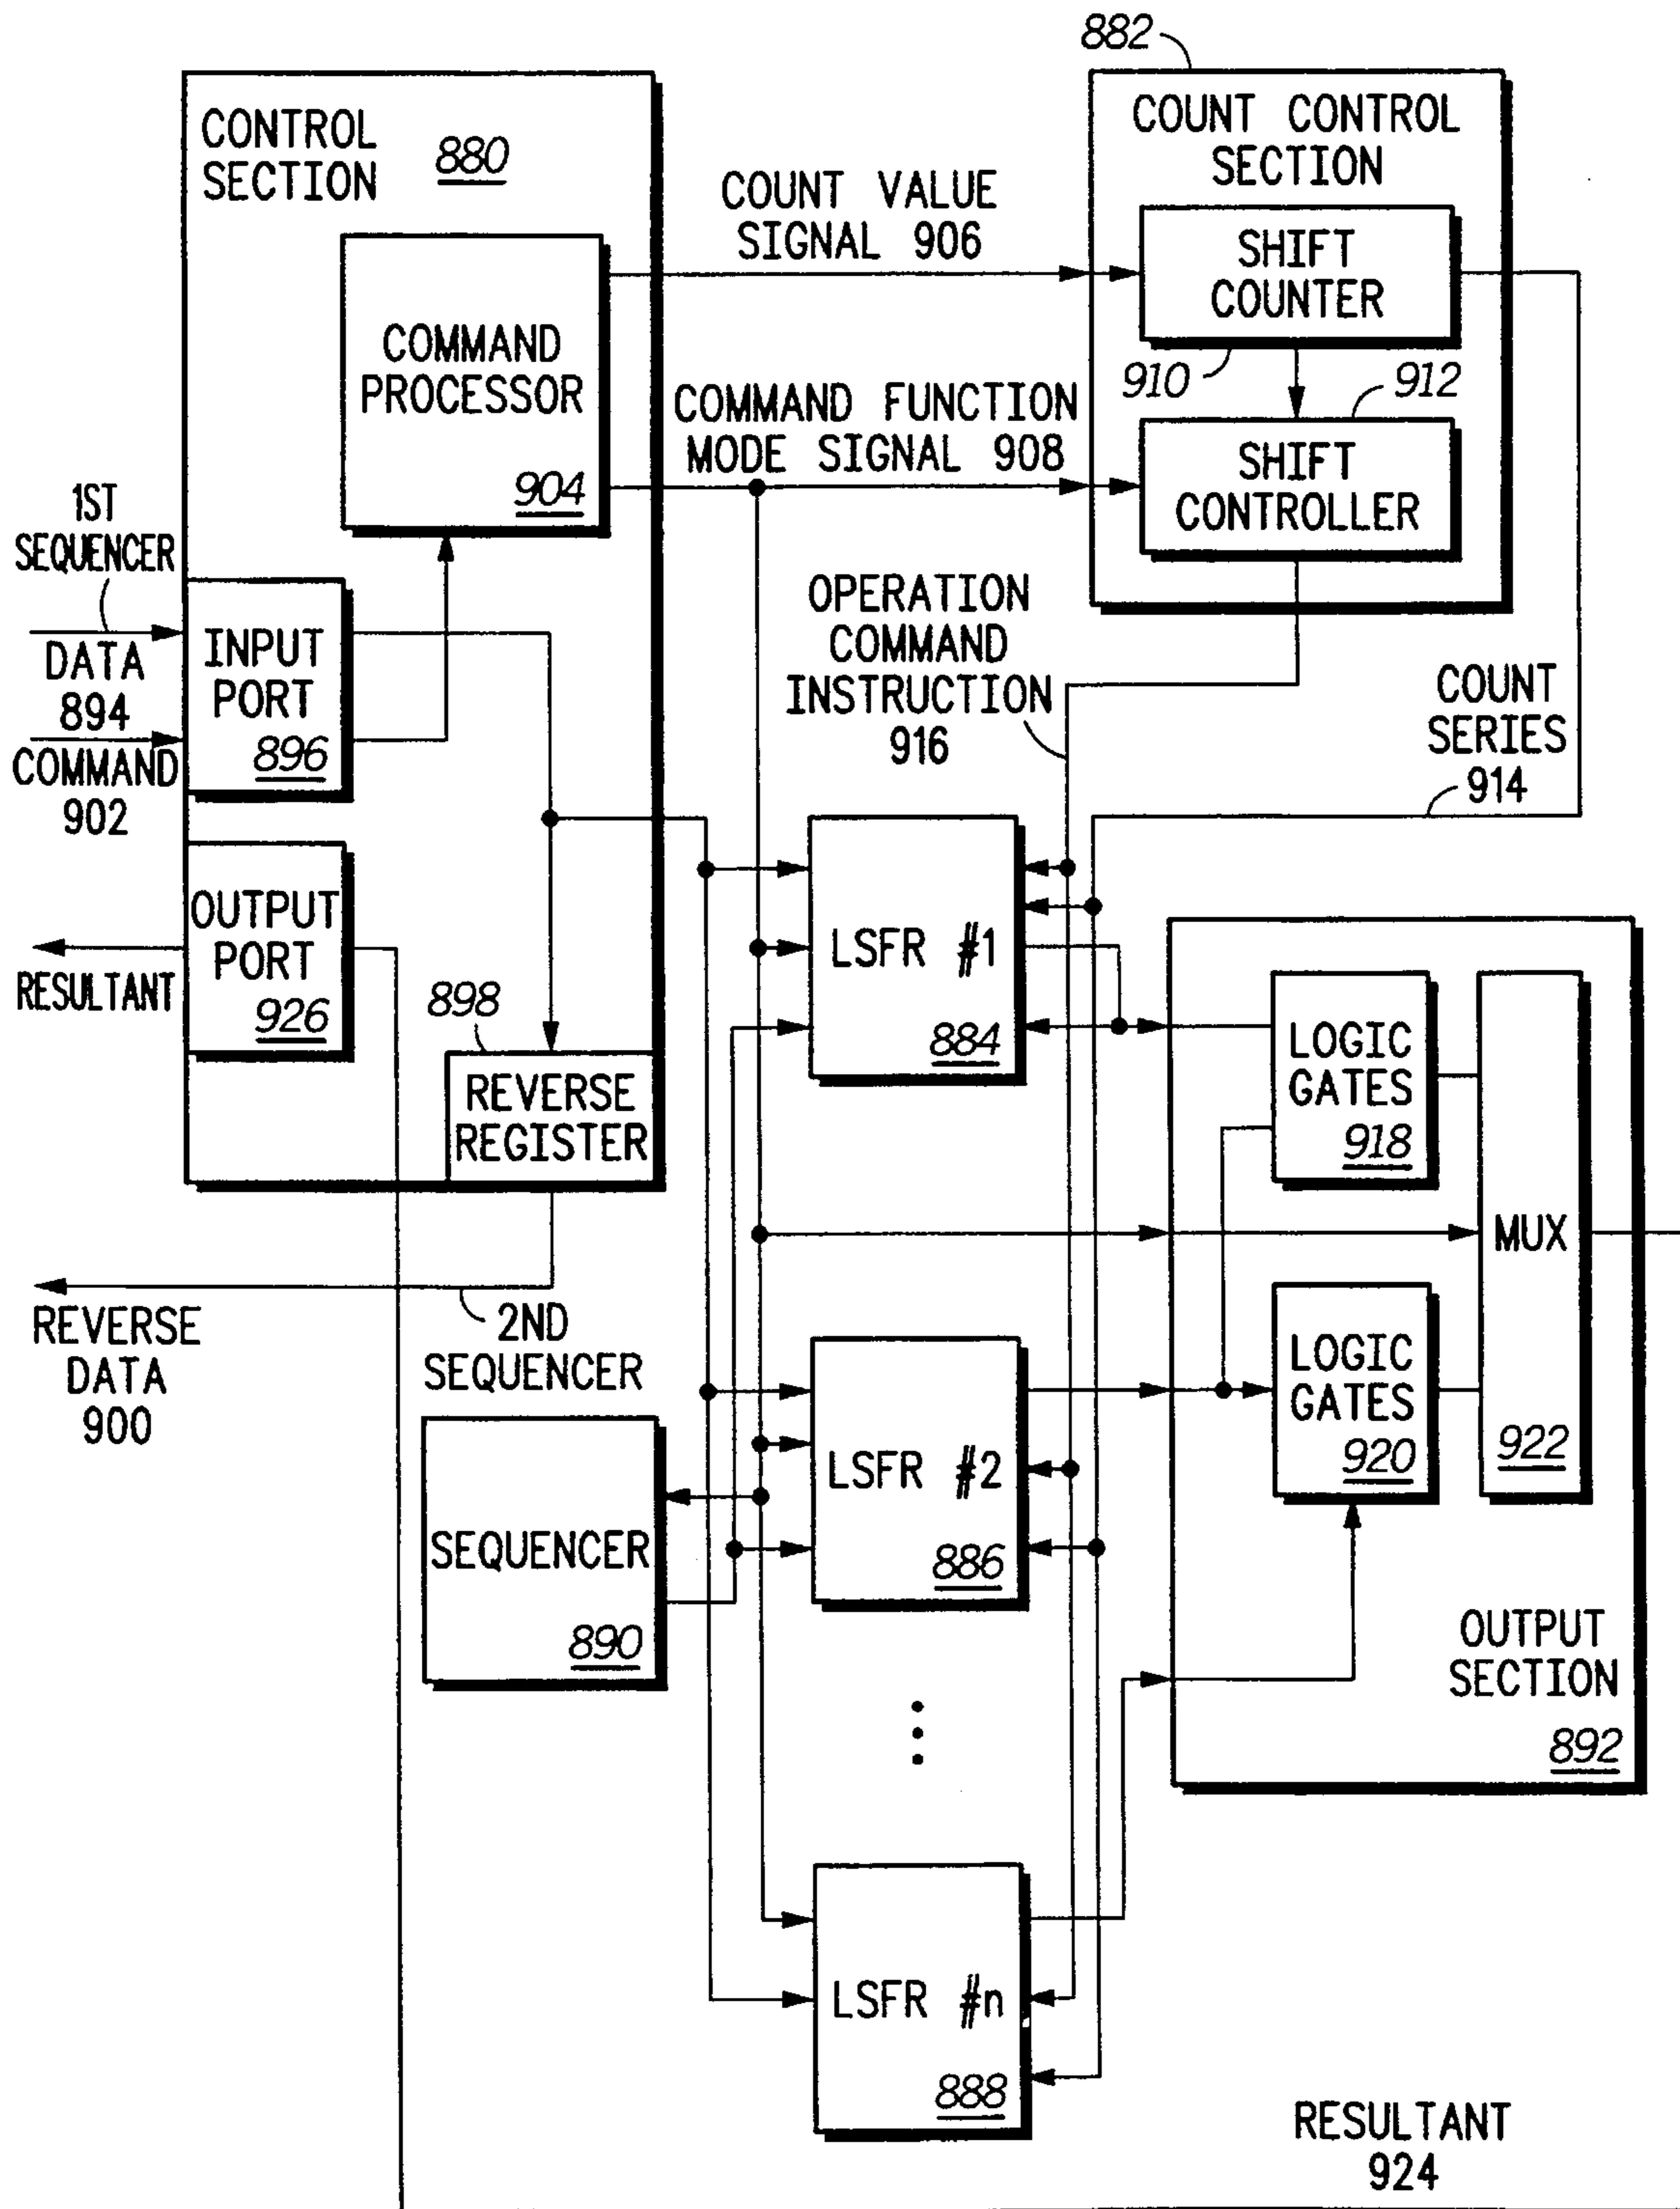 882
CONTROL
SECTION
880
COUNT CONTROL
SECTION
COUNT VALUE
SIGNAL 906
SHIFT
COUNTER
COMMAND
PROCESSOR
904
910
912
COMMAND FUNCTION
MODE SIGNAL 908
SHIFT
CONTROLLER
1ST
SEQUENCER
DATA
894
COMMAND
902
INPUT
PORT
896
OPERATION
COMMAND
INSTRUCTION
916
COUNT
SERIES
914
OUTPUT
PORT
926
RESULTANT
898
REVERSE
REGISTER
LSFR #1
884
LOGIC
GATES
918
MUX
922
REVERSE
DATA
900
2ND
SEQUENCER
LSFR #2
886
LOGIC
GATES
920
SEQUENCER
890
OUTPUT
SECTION
892
LSFR #n
888
RESULTANT
924